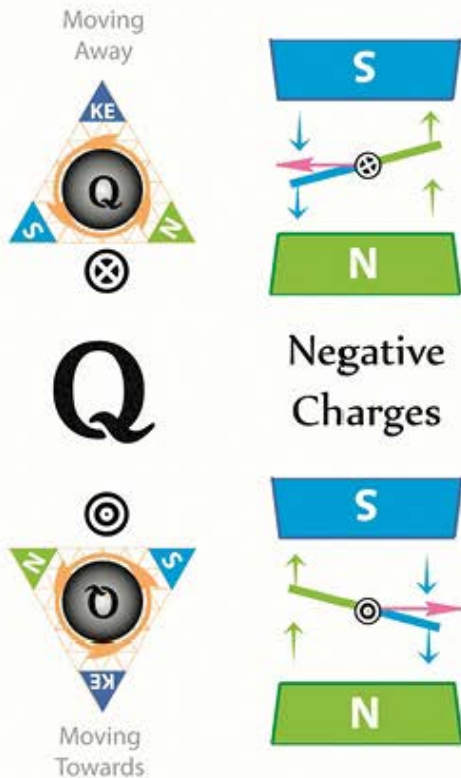 Moving
Away
KE
Q
S
N
S
N
Q
Negative
Charges
N
S
Q
KE
Moving
Towards
S
N